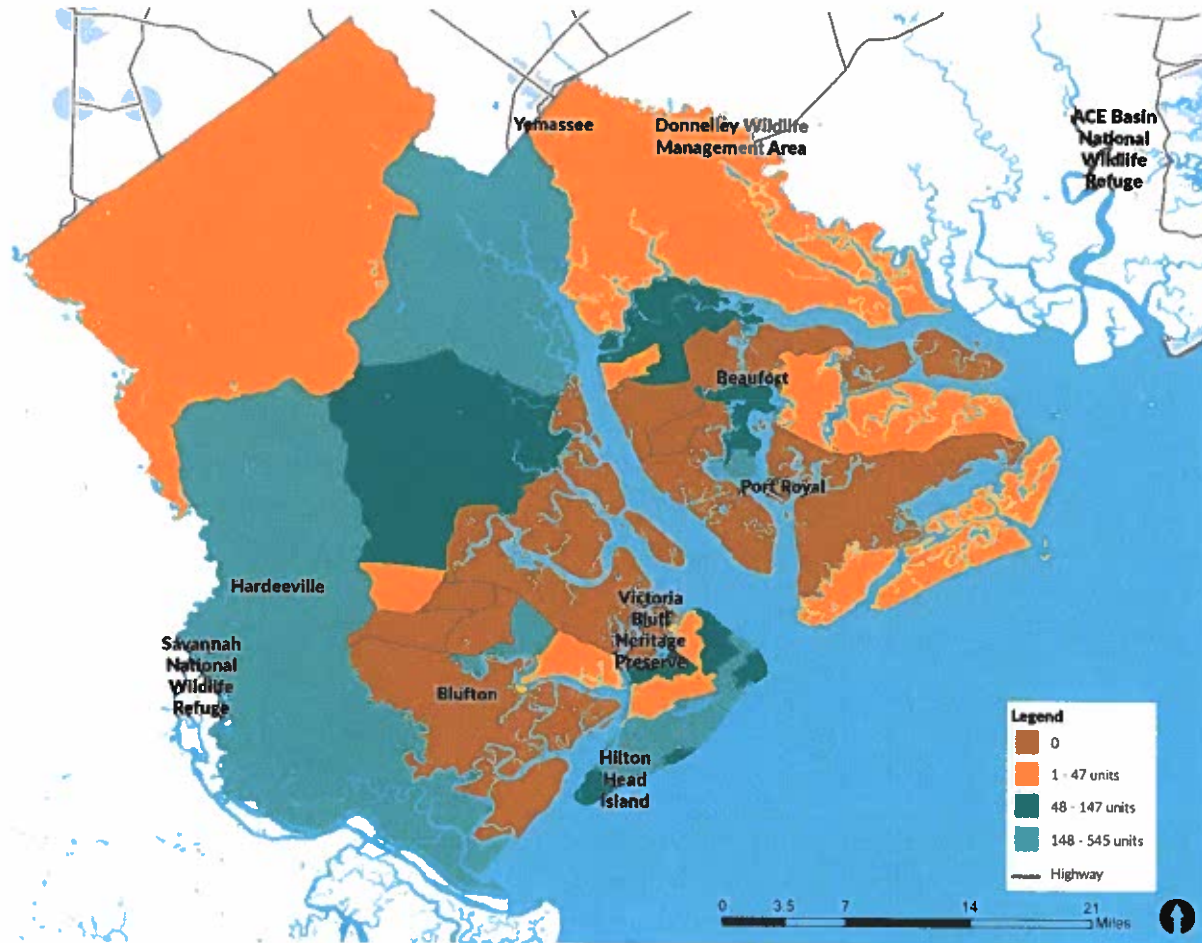 Yemassee
Donnelley Wildlife
Management Area
ACE Basin
National
Wildlife
Refuge
Beaufort
Port Royal
Hardeeville
Victoria
Bluff
Heritage
Preserve
Savannah
National
Wildlife
Refuge
Bluffton
Hilton
Head
Island
Legend
0
1 - 47 units
48 - 147 units
148 - 545 units
Highway
0 3.5 7 14 21
Miles